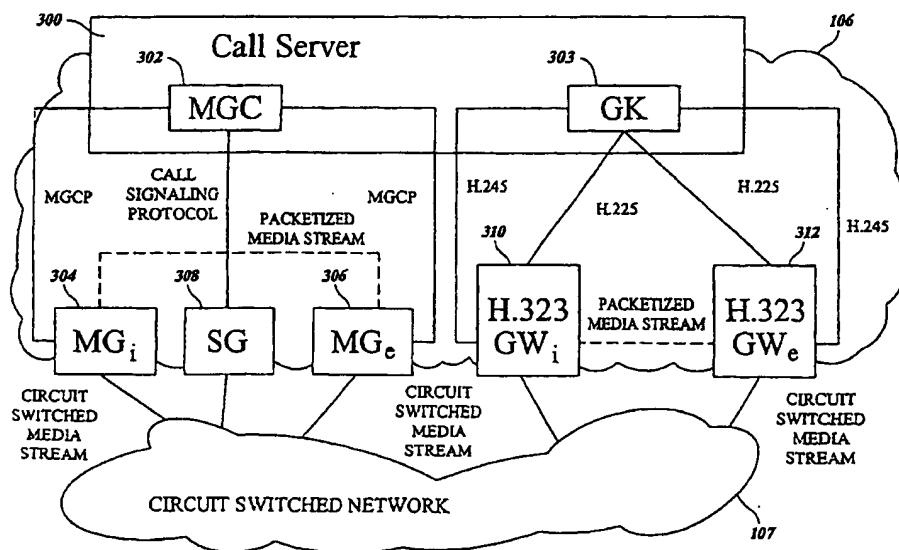 300
Call Server
106
302
303
MGC
GK
MGCP
CALL
SIGNALING
PROTOCOL
MGCP
H.245
H.225
H.225
H.245
PACKETIZED
MEDIA STREAM
304
308
306
310
312
MGi
SG
MGe
H.323
GWi
PACKETIZED
MEDIA STREAM
H.323
GWe
CIRCUIT
SWITCHED
MEDIA
STREAM
CIRCUIT
SWITCHED
MEDIA
STREAM
CIRCUIT
SWITCHED
MEDIA
STREAM
CIRCUIT SWITCHED NETWORK
107